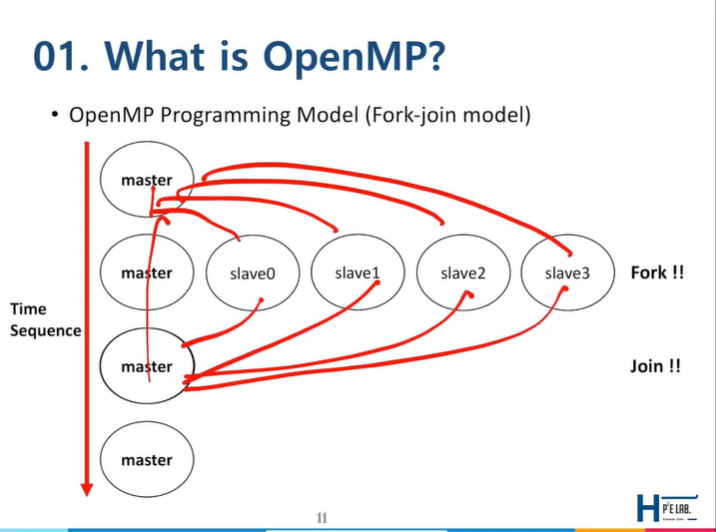 01. What is OpenMP?
• OpenMP Programming Model (Fork-join model)
master
master slave0 slave1 slave2 slave3 Fork !!
Time
Sequence
master Join !!
master
11
H P'E LAB.